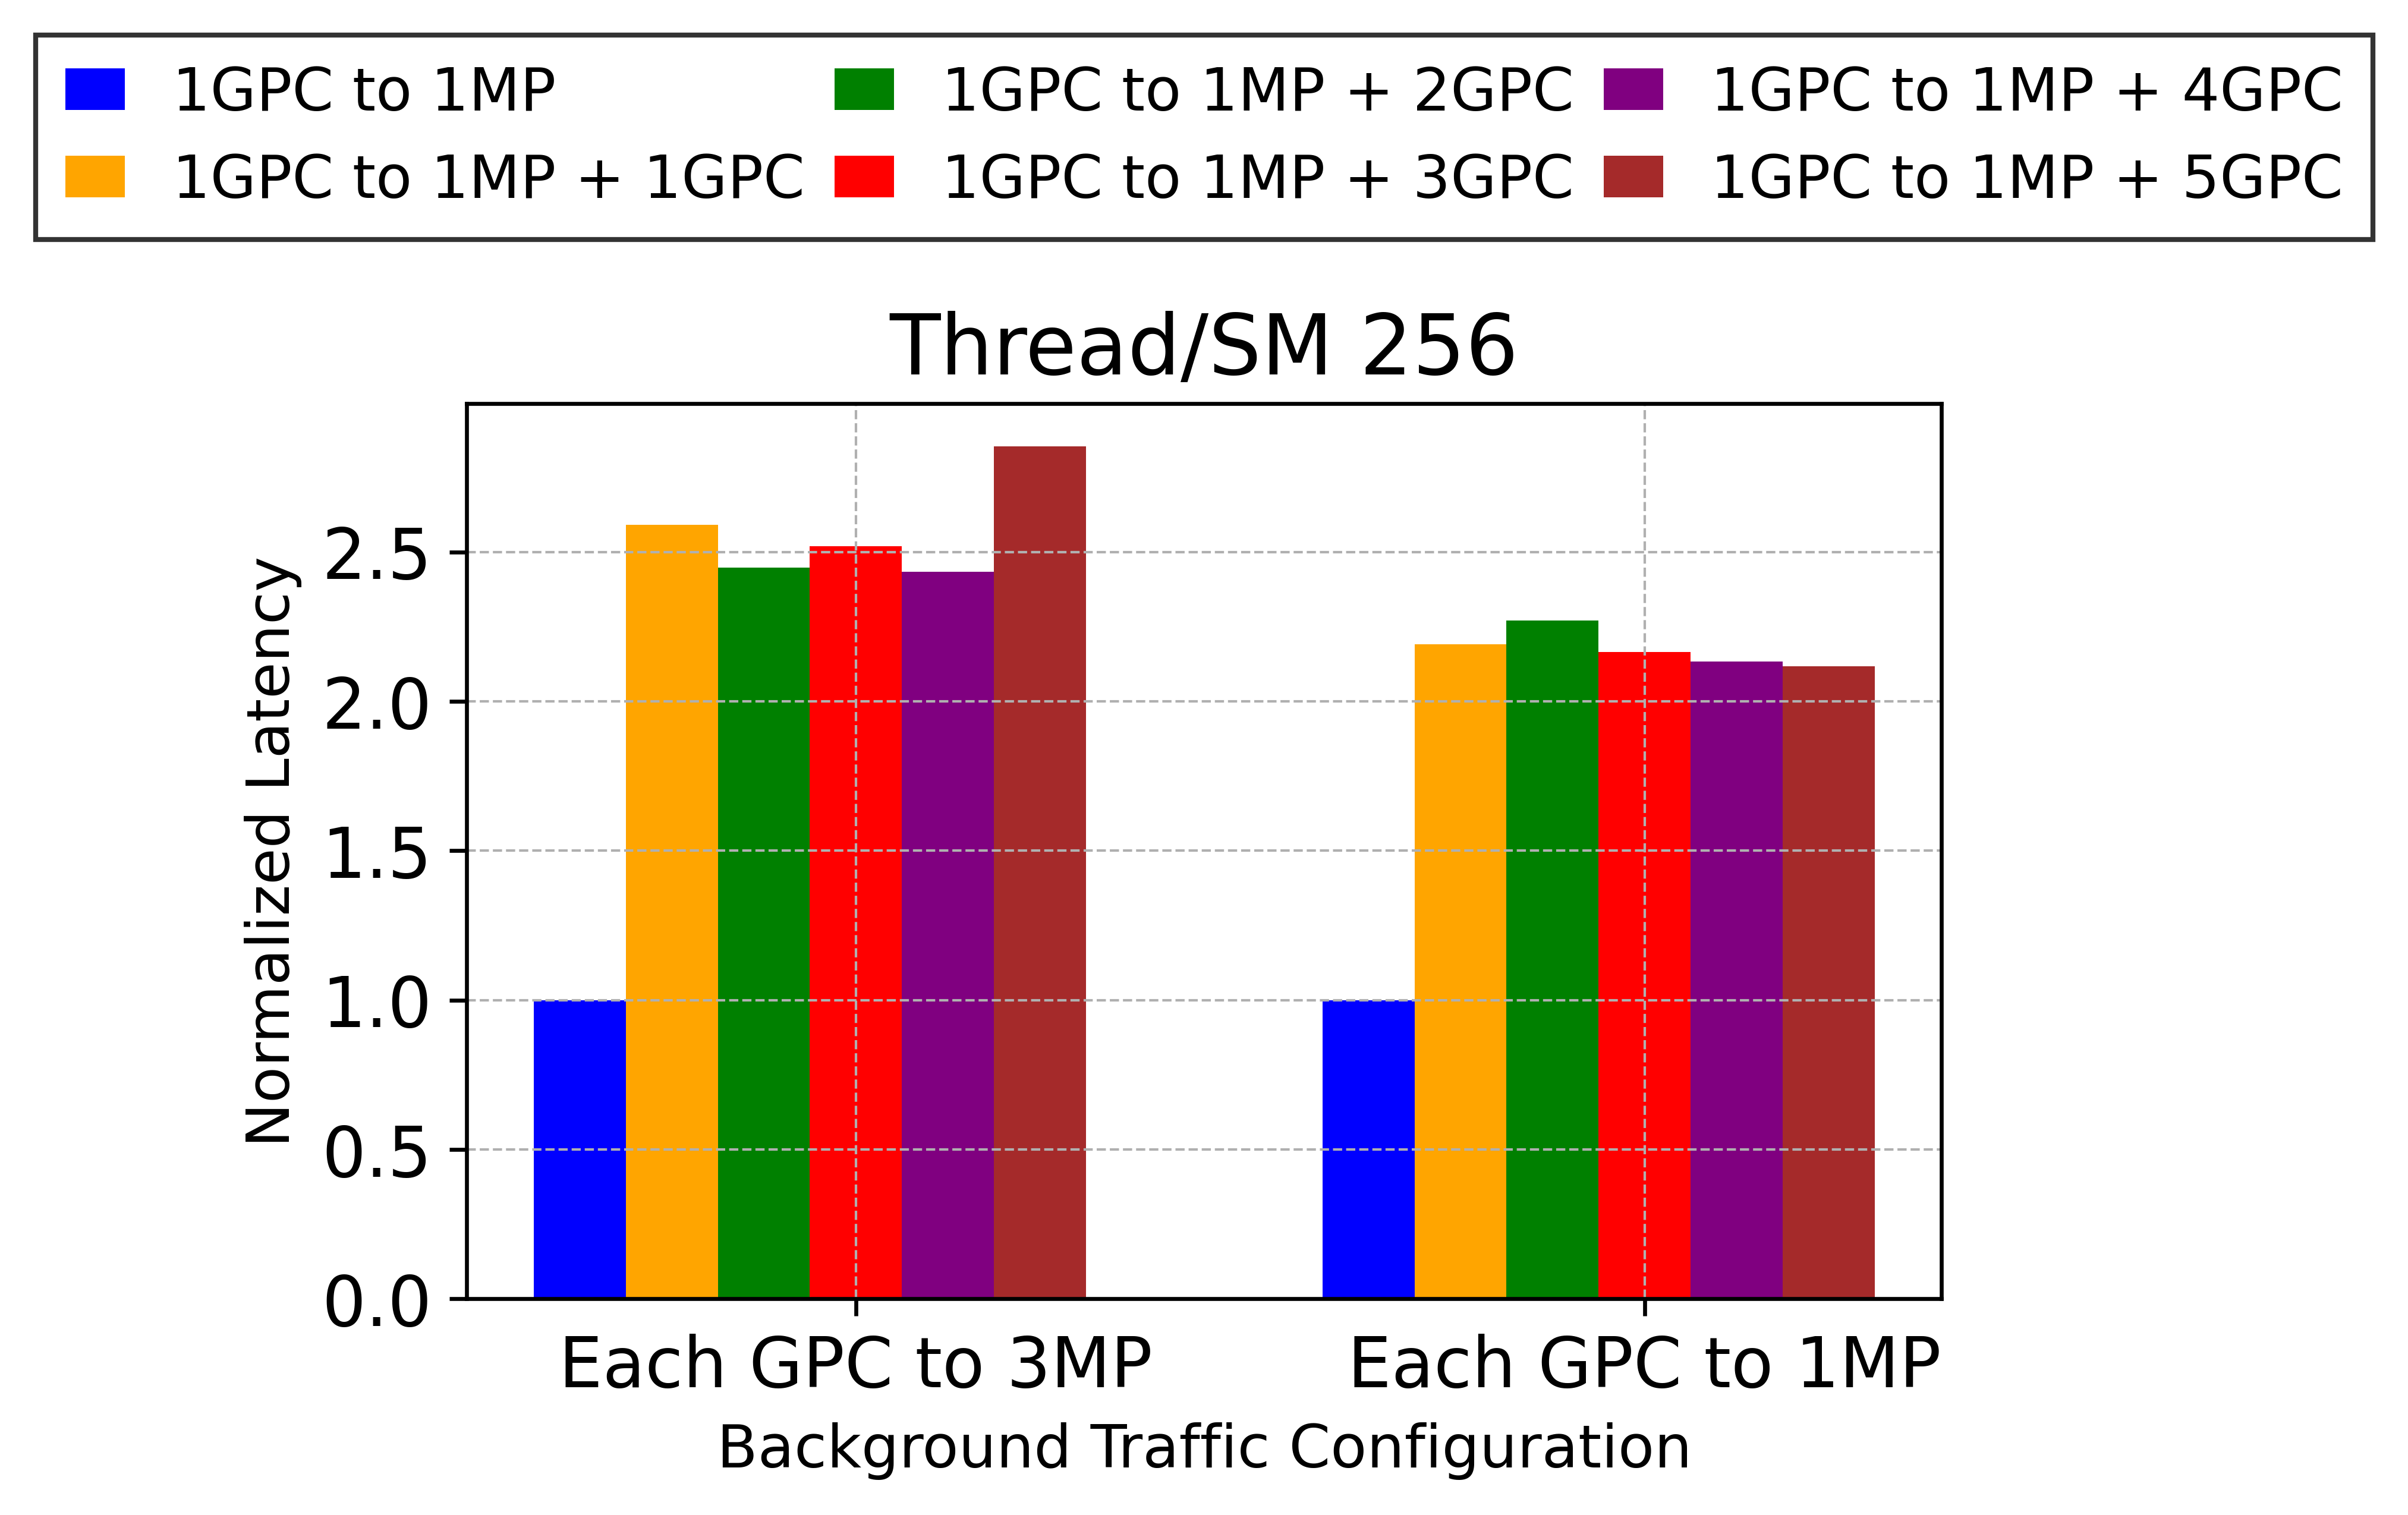 1GPC to 1MP
1GPC to 1MP + 1GPC
1GPC to 1MP + 2GPC
1GPC to 1MP + 3GPC
1GPC to 1MP + 4GPC
1GPC to 1MP + 5GPC
Thread/SM 256
Normalized Latency
2.5
2.0
1.5
1.0
0.5
0.0
Each GPC to 3MP
Each GPC to 1MP
Background Traffic Configuration